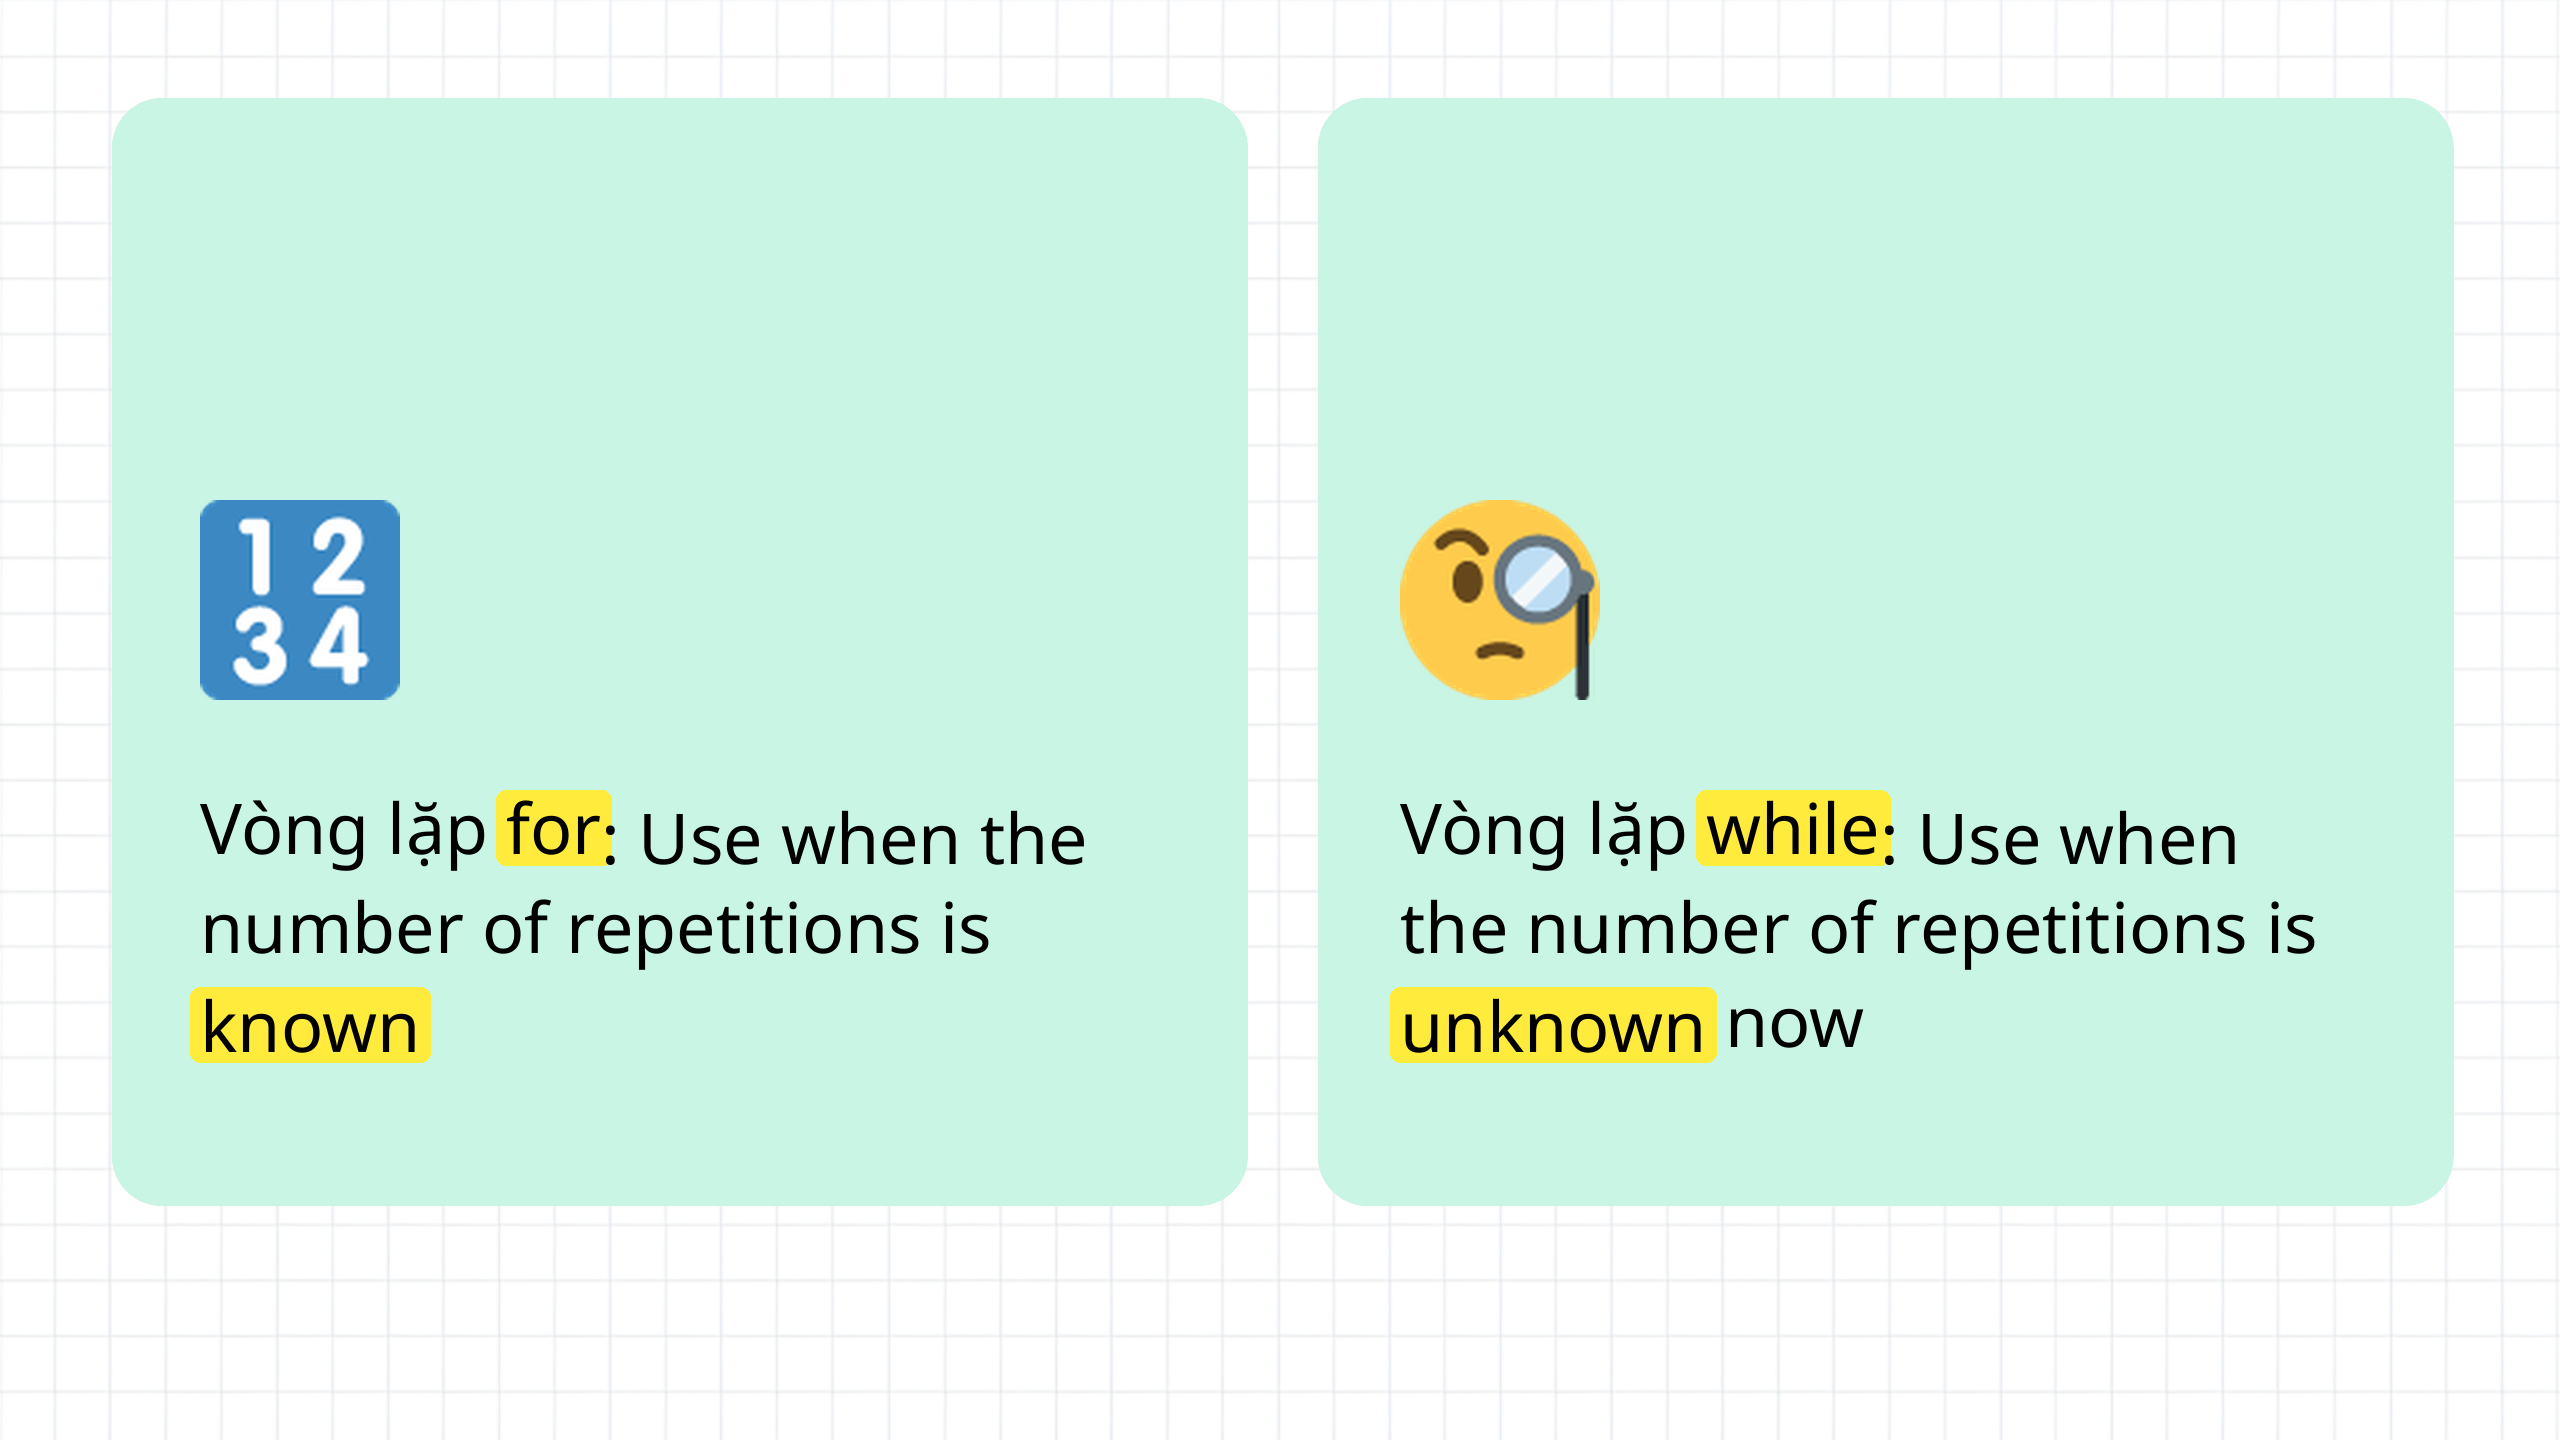 1 2
3 4
Vòng lặp for: Use when the
number of repetitions is
known
Vòng lặp while: Use when
the number of repetitions is
unknown now